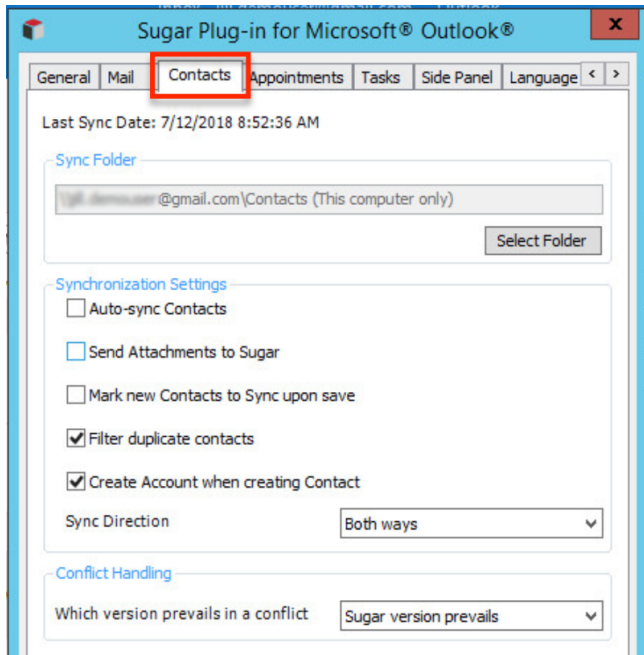 Sugar Plug-in for Microsoft® Outlook®
x
General Mail Contacts Appointments Tasks Side Panel Language < >
Last Sync Date: 7/12/2018 8:52:36 AM
Sync Folder
@gmail.com\Contacts (This computer only)
Select Folder
Synchronization Settings
Auto-sync Contacts
Send Attachments to Sugar
Mark new Contacts to Sync upon save
Filter duplicate contacts
Create Account when creating Contact
Sync Direction Both ways
Conflict Handling
Which version prevails in a conflict Sugar version prevails